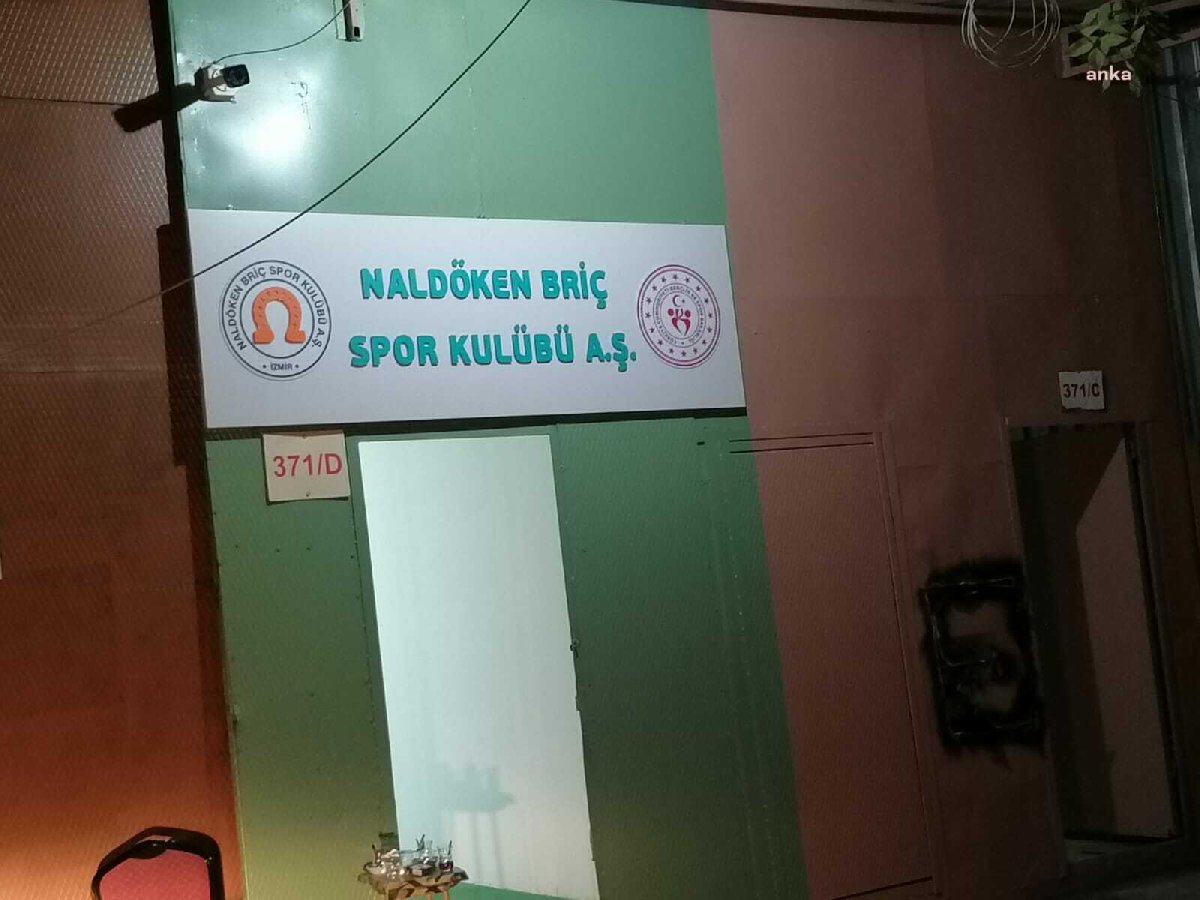 anka
NALDÖKEN BRİÇ
SPOR KULÜBÜ A.Ş.
NALDÖKEN BRİÇ SPOR KULÜBÜ A.Ş.
• İZMİR •
371/D
371/C